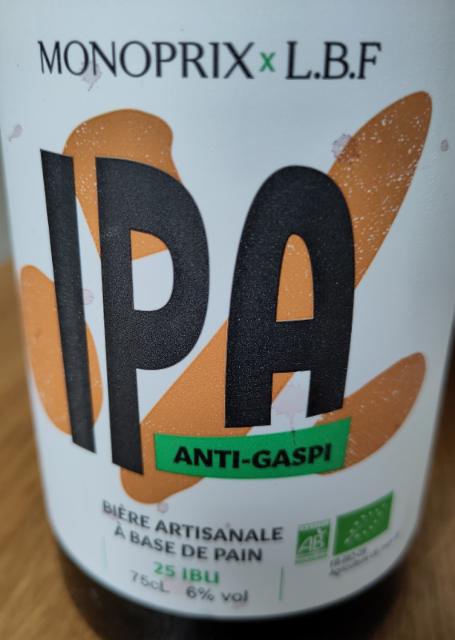 MONOPRIX x L.B.F
IPA
ANTI-GASPI
BIÈRE ARTISANALE
À BASE DE PAIN
25 IBU
75cL 6% vol
AB